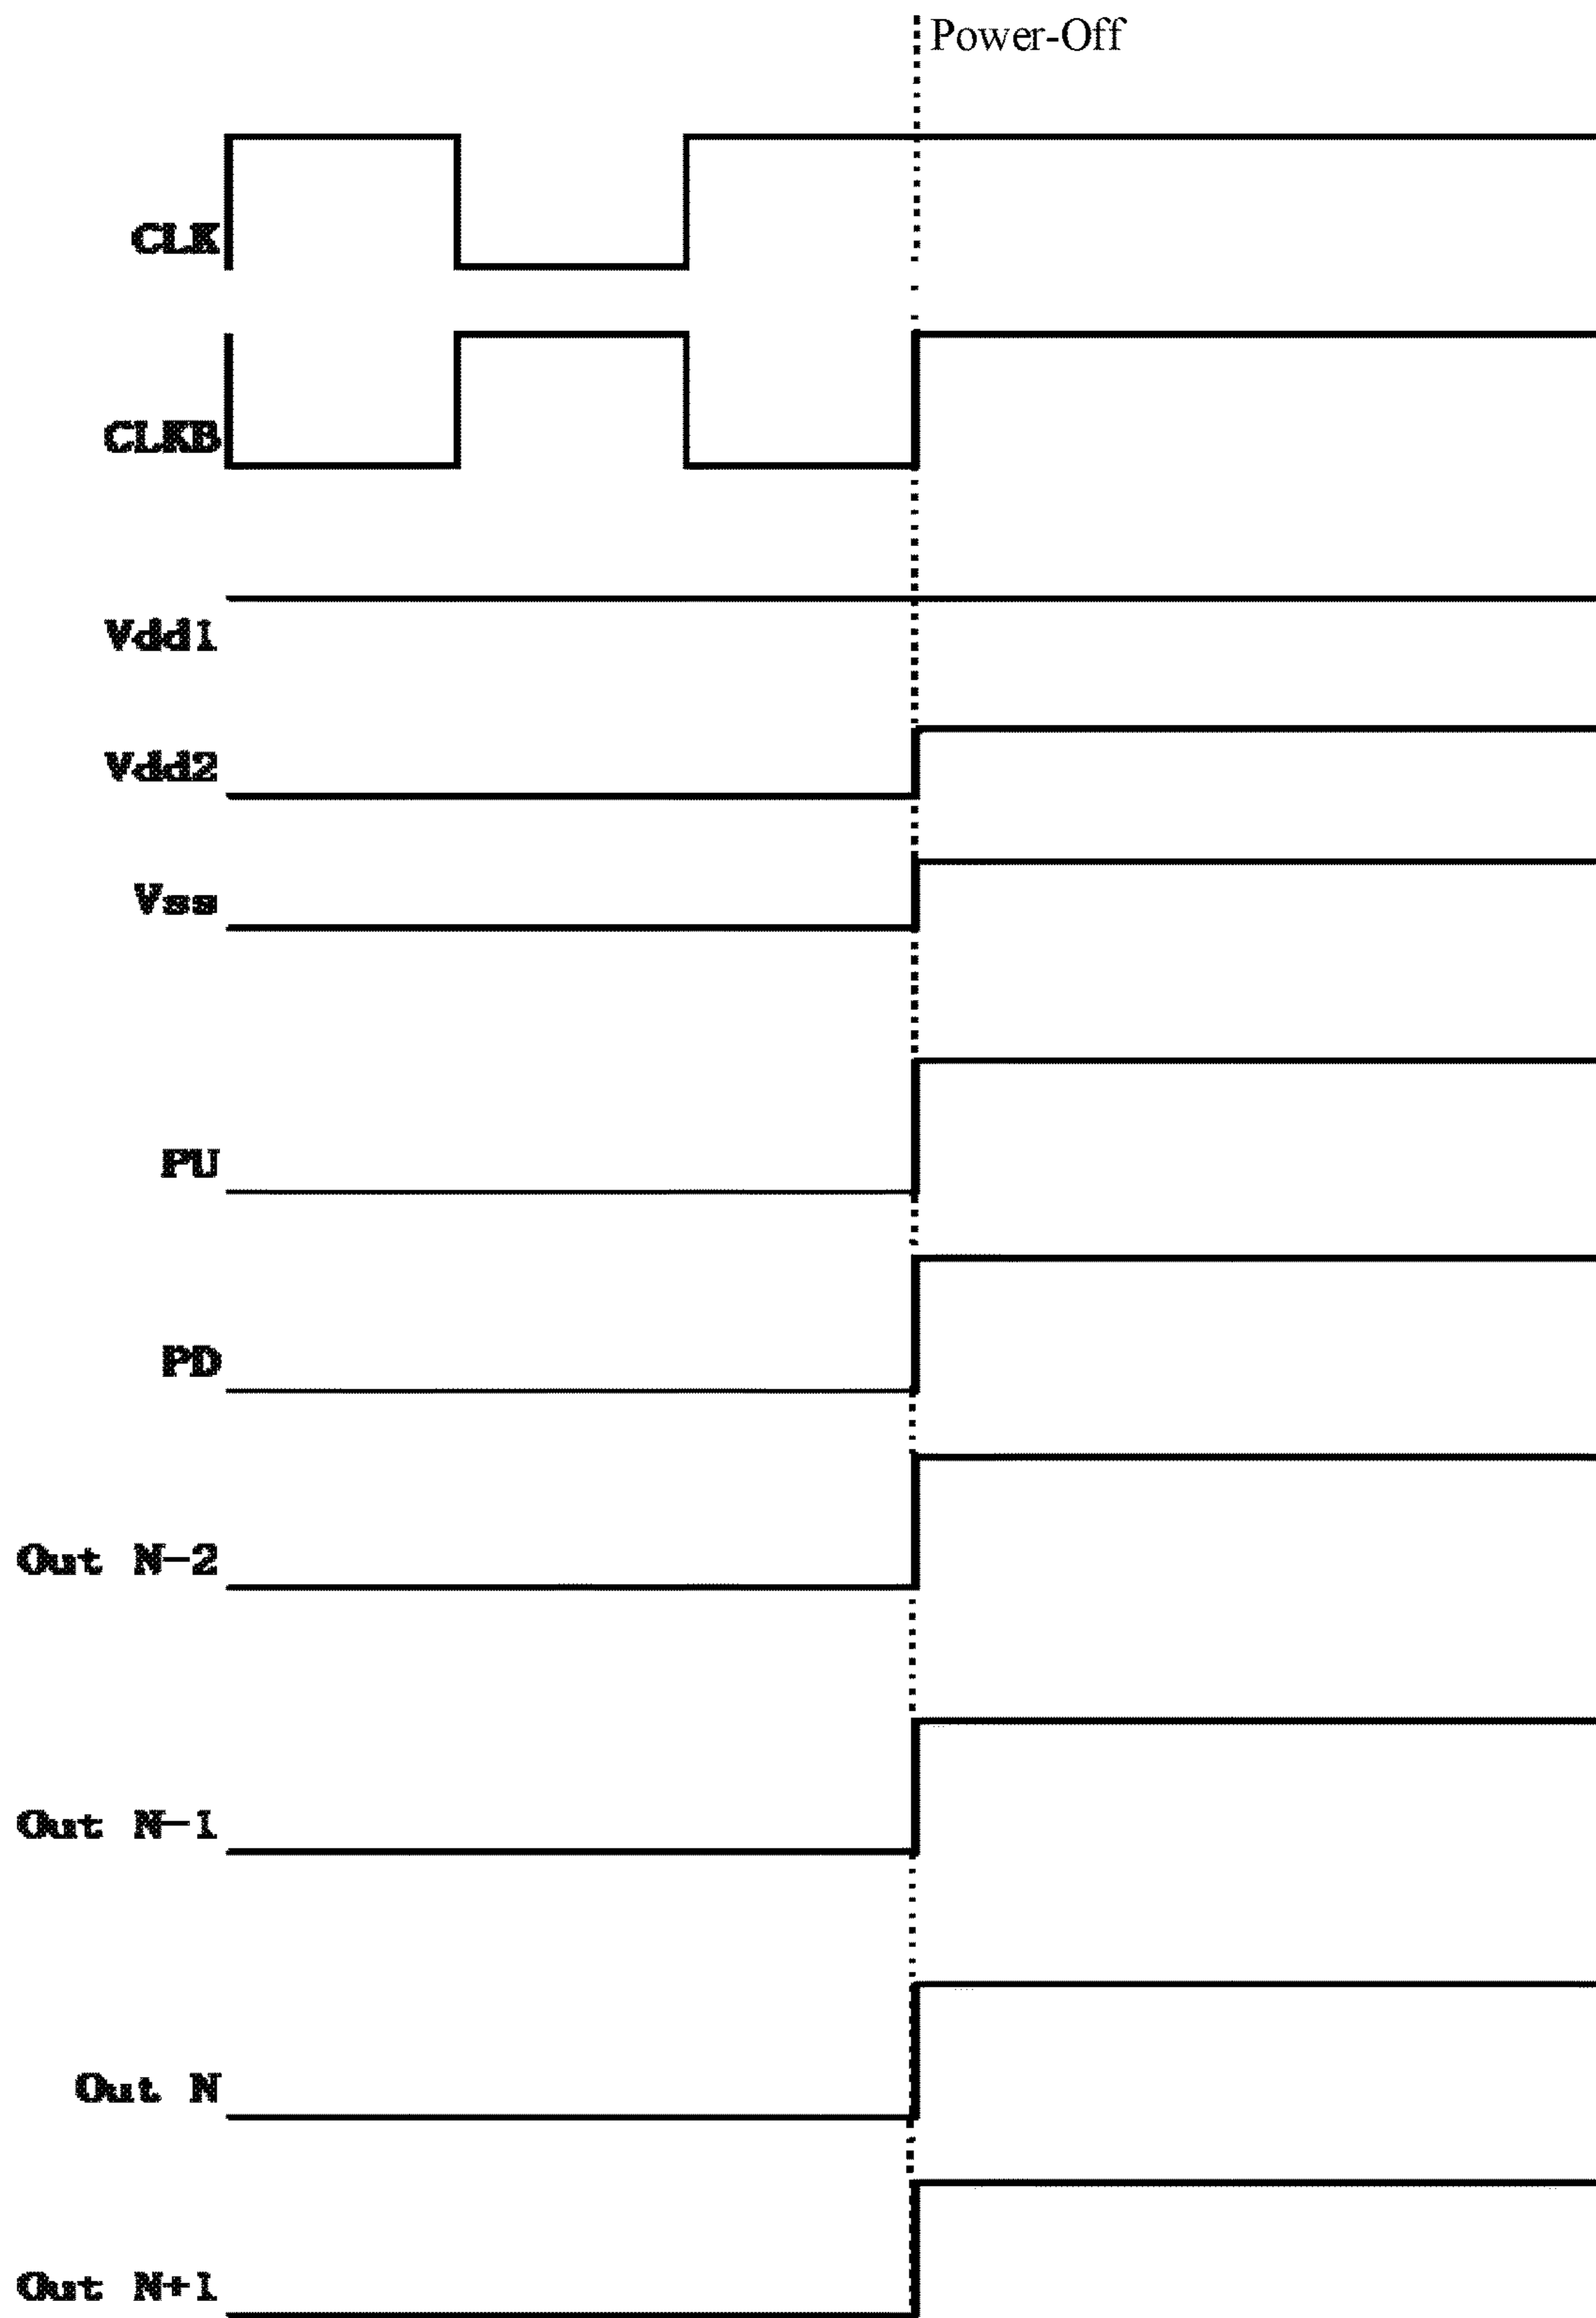 Power-Off
CLK
CLKB
Vdd1
Vdd2
Vss
PU
PD
Out N-2
Out N-1
Out N
Out N+1